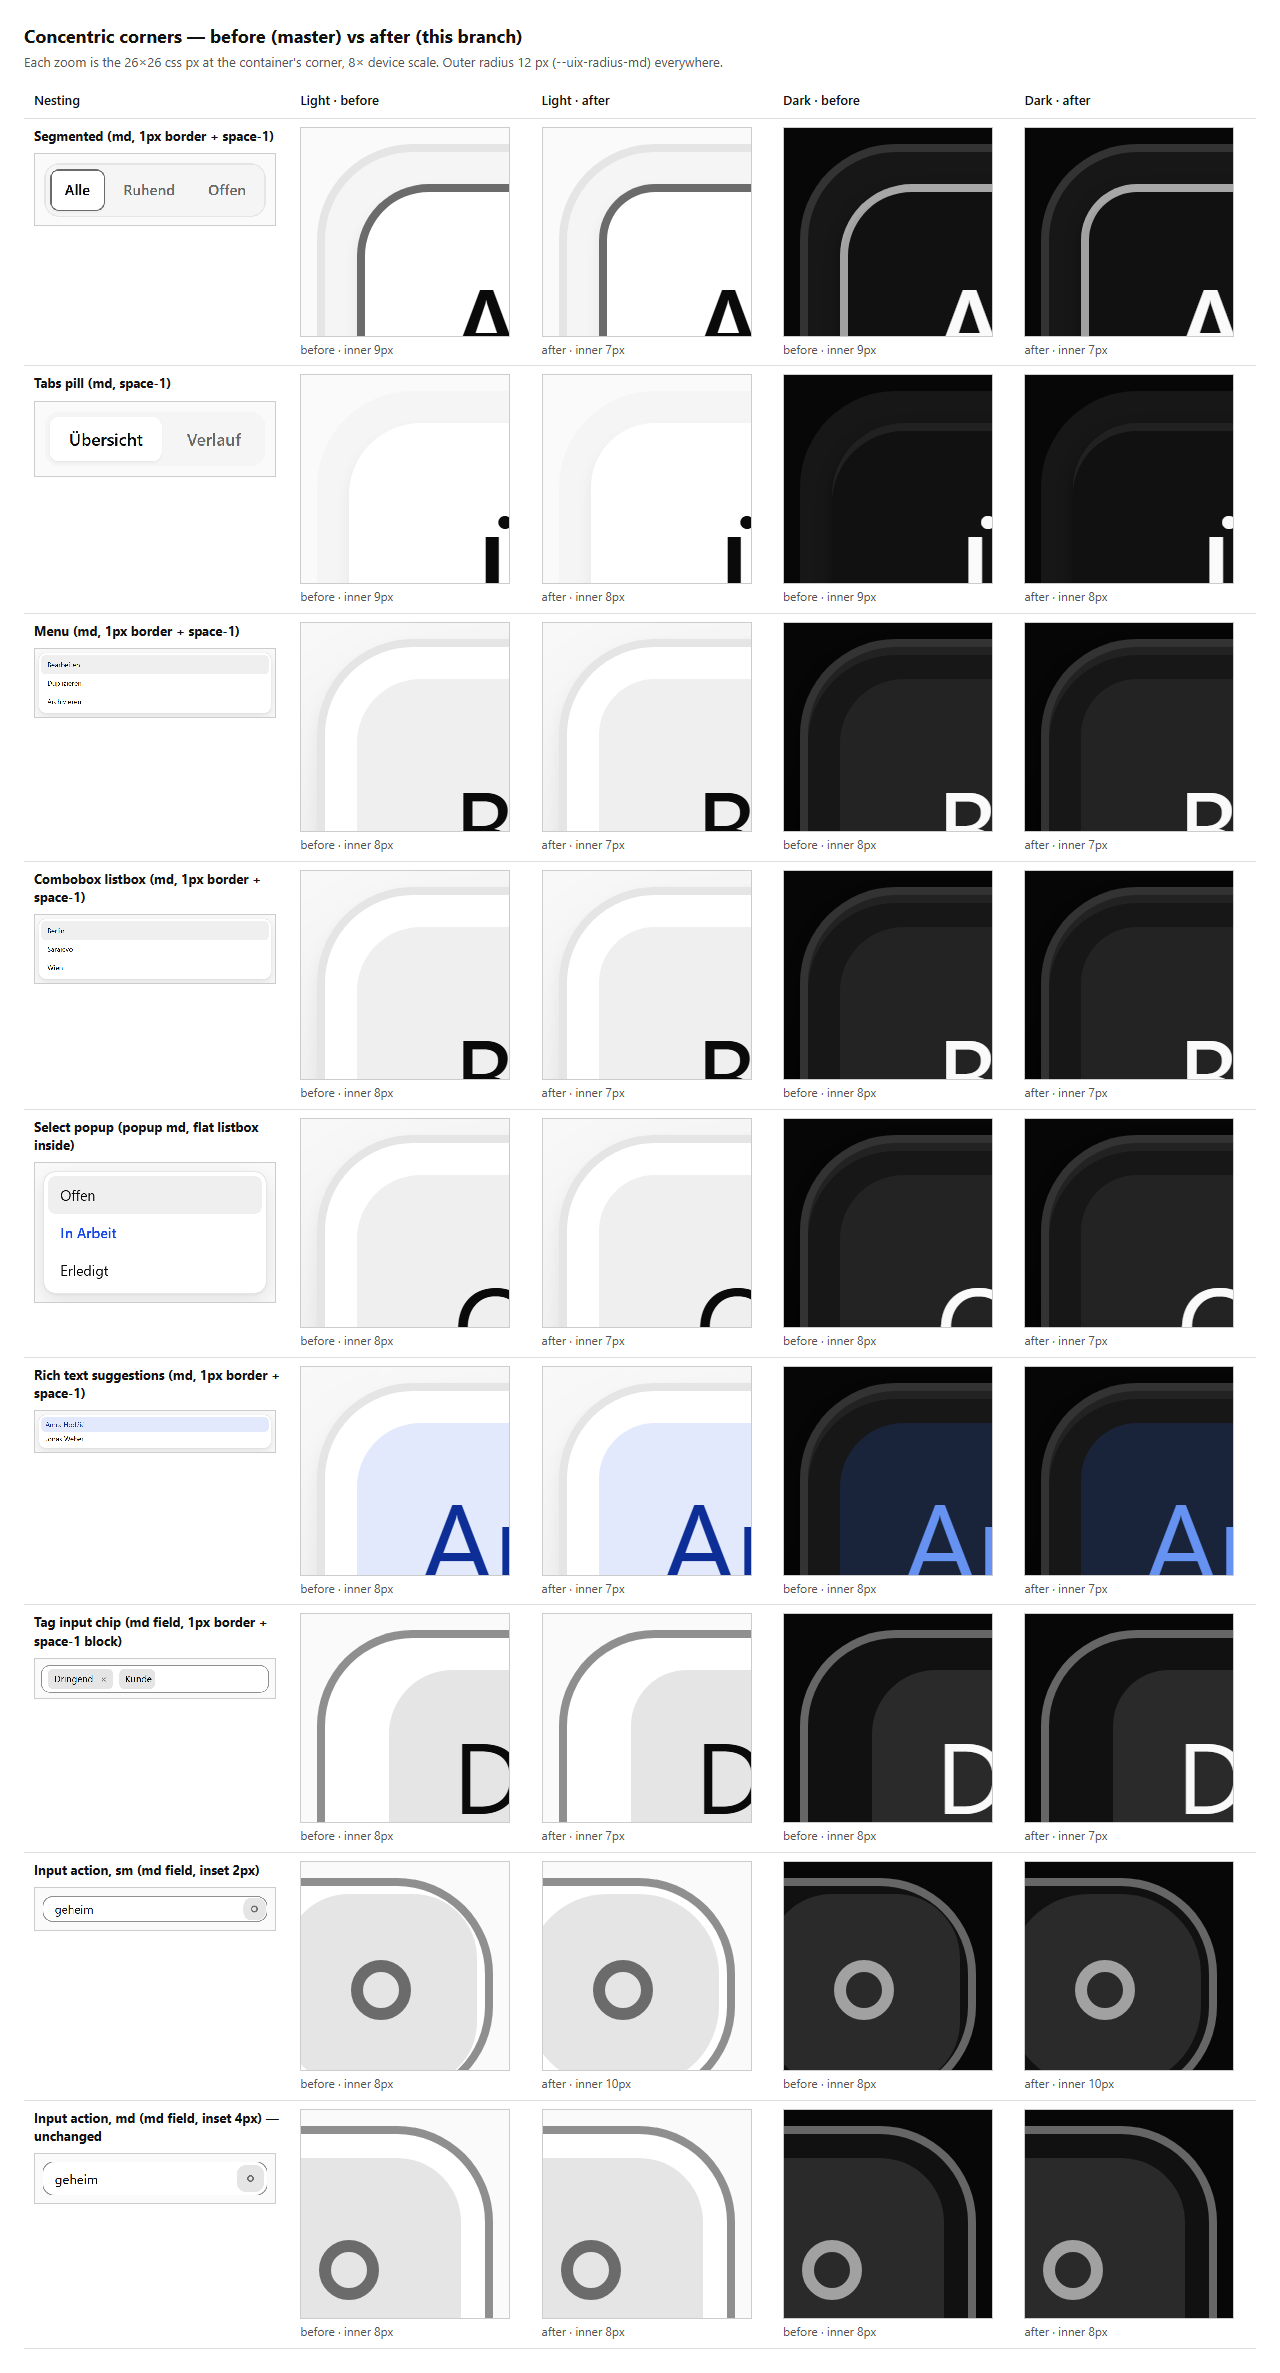 Concentric corners — before (master) vs after (this branch)
Each zoom is the 26×26 css px at the container's corner, 8× device scale. Outer radius 12 px (--uix-radius-md) everywhere.
Nesting Light · before Light · after Dark · before Dark · after
Segmented (md, 1px border + space-1)
Alle Ruhend Offen
A A A A
before · inner 9px after · inner 7px before · inner 9px after · inner 7px
Tabs pill (md, space-1)
Übersicht Verlauf
before · inner 9px after · inner 8px before · inner 9px after · inner 8px
Menu (md, 1px border + space-1)
Bearbeiten
Duplizieren
Archivieren
before · inner 8px after · inner 7px before · inner 8px after · inner 7px
Combobox listbox (md, 1px border +
space-1)
Berlin
Sarajevo
Wien
before · inner 8px after · inner 7px before · inner 8px after · inner 7px
Select popup (popup md, flat listbox
inside)
Offen
In Arbeit
Erledigt
before · inner 8px after · inner 7px before · inner 8px after · inner 7px
Rich text suggestions (md, 1px border +
space-1)
Jonas Weber
before · inner 8px after · inner 7px before · inner 8px after · inner 7px
Tag input chip (md field, 1px border +
space-1 block)
Dringend × Kunde
D D D D
before · inner 8px after · inner 7px before · inner 8px after · inner 7px
Input action, sm (md field, inset 2px)
geheim
before · inner 8px after · inner 10px before · inner 8px after · inner 10px
Input action, md (md field, inset 4px) —
unchanged
geheim
before · inner 8px after · inner 8px before · inner 8px after · inner 8px